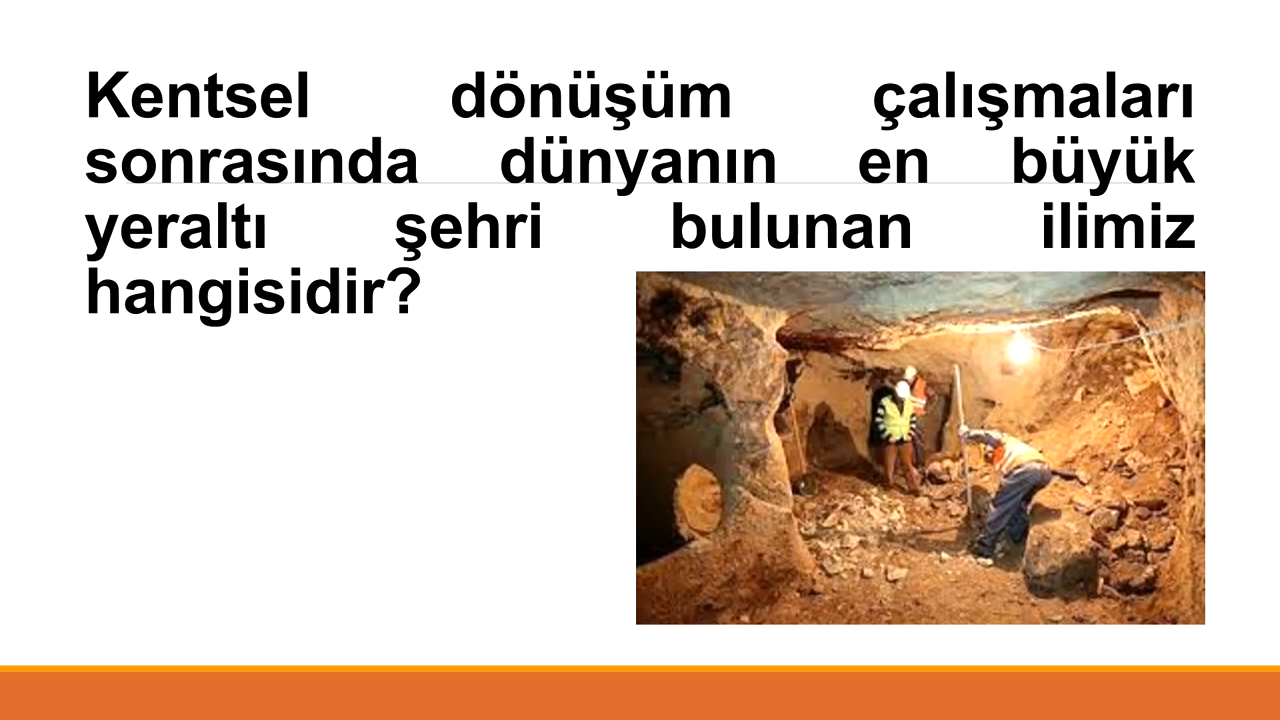 Kentsel dönüşüm çalışmaları
sonrasında dünyanın en büyük
yeraltı şehri bulunan ilimiz
hangisidir?